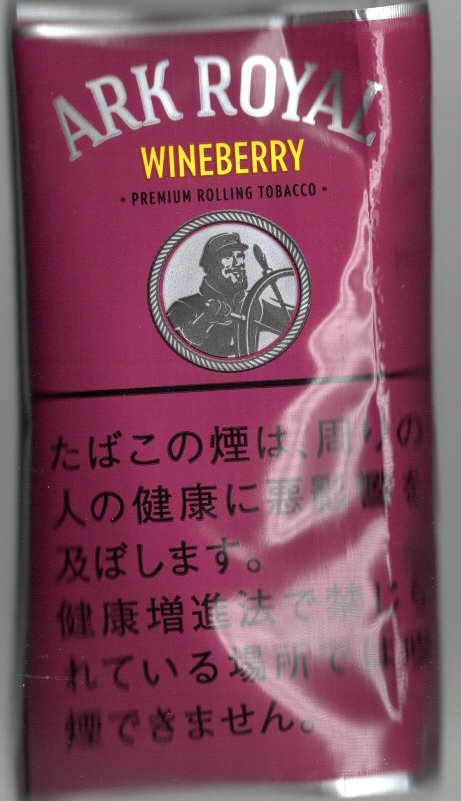 ARK ROYAL
WINEBERRY
• PREMIUM ROLLING TOBACCO •
たばこの煙は、周りの
人の健康に悪影響を
及ぼします。
健康増進法で禁じら
れている場所では喫
煙できません。